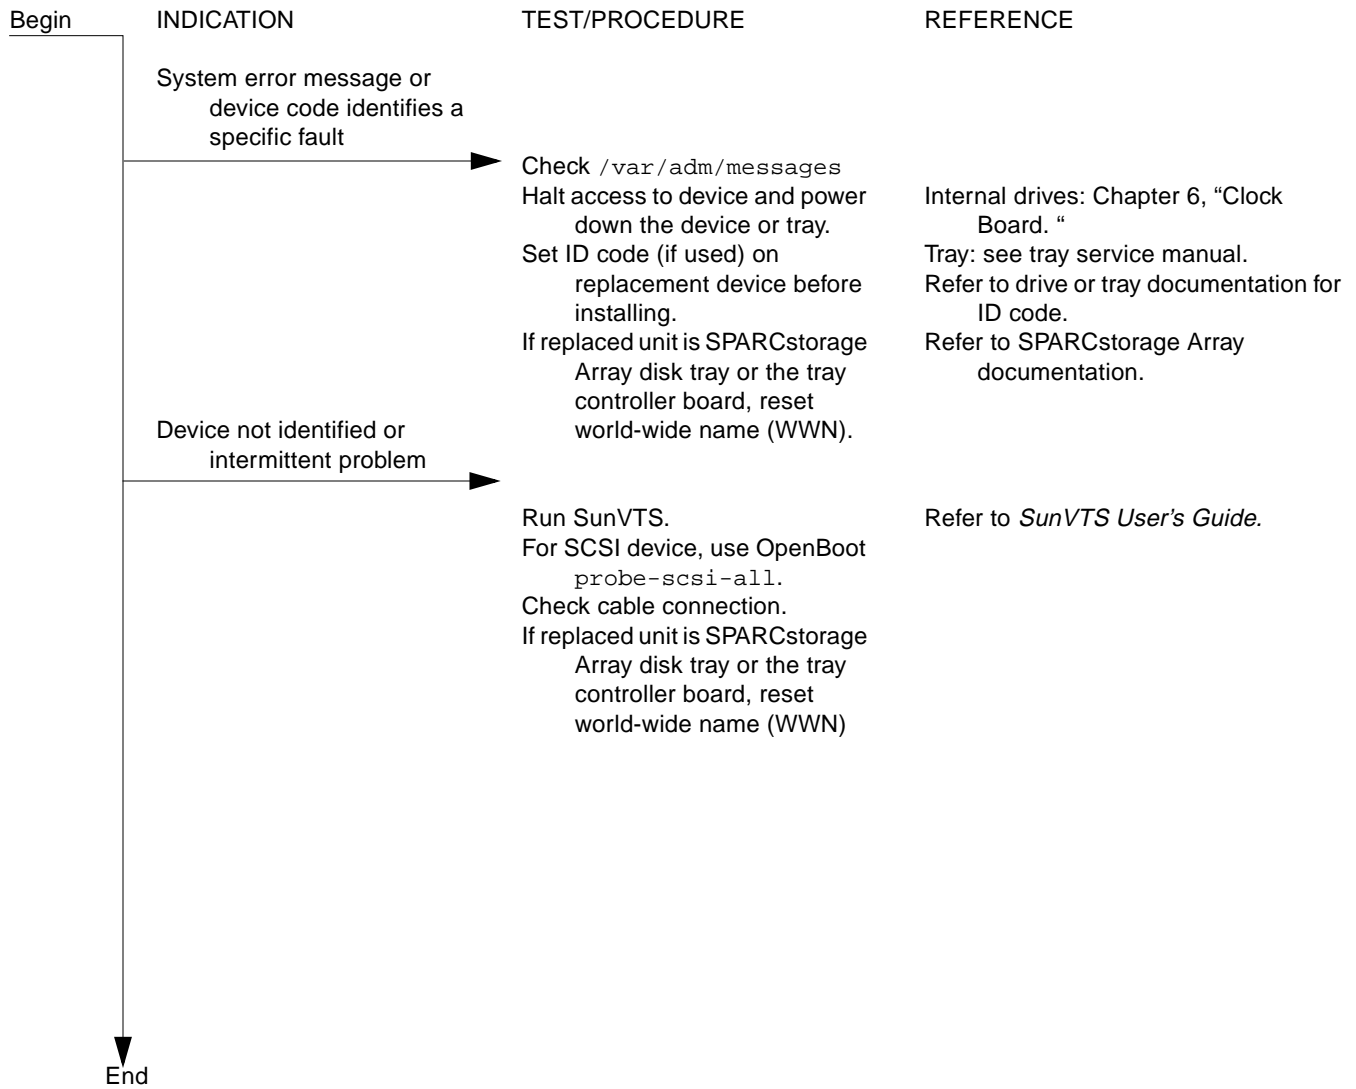 Begin INDICATION TEST/PROCEDURE REFERENCE
System error message or
device code identifies a
specific fault
Check /var/adm/messages
Halt access to device and power
down the device or tray.
Set ID code (if used) on
replacement device before
installing.
If replaced unit is SPARCstorage
Array disk tray or the tray
controller board, reset
world-wide name (WWN).
Internal drives: Chapter 6, “Clock
Board. “
Tray: see tray service manual.
Refer to drive or tray documentation for
ID code.
Refer to SPARCstorage Array
documentation.
Device not identified or
intermittent problem
Run SunVTS.
For SCSI device, use OpenBoot
probe-scsi-all.
Check cable connection.
If replaced unit is SPARCstorage
Array disk tray or the tray
controller board, reset
world-wide name (WWN)
Refer to SunVTS User's Guide.
End